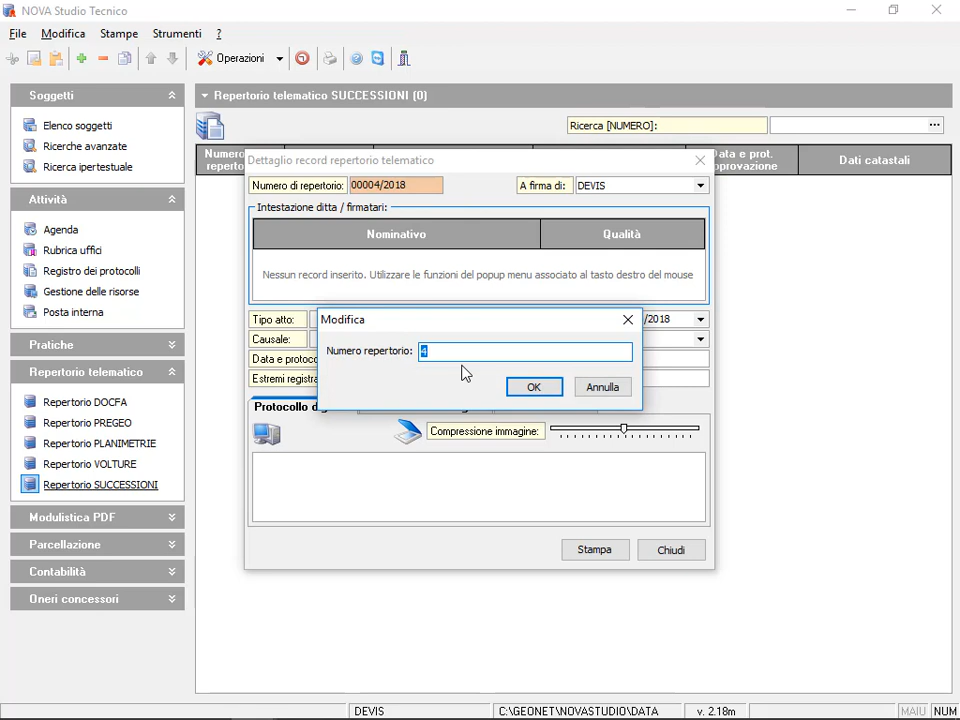 NOVA Studio Tecnico
File Modifica Stampe Strumenti ?
Operazioni
Soggetti
Elenco soggetti
Ricerche avanzate
Ricerca ipertestuale
Attività
Agenda
Rubrica uffici
Registro dei protocolli
Gestione delle risorse
Posta interna
Pratiche
Repertorio telematico
Repertorio DOCFA
Repertorio PREGEO
Repertorio PLANIMETRIE
Repertorio VOLTURE
Repertorio SUCCESSIONI
Modulistica PDF
Parcellazione
Contabilità
Oneri concessori
Repertorio telematico SUCCESSIONI (0)
Ricerca [NUMERO]:
Dati catastali
Dettaglio record repertorio telematico
Numero di repertorio: 00004/2018 A firma di: DEVIS
Intestazione ditta / firmatari:
Nominativo Qualità
Nessun record inserito. Utilizzare le funzioni del popup menu associato al tasto destro del mouse
Tipo atto: /2018
Causale:
Data e
Estremi
Modifica
Numero repertorio: 4
OK Annulla
Compressione immagine:
Stampa Chiudi
DEVIS C:\GEONET\NOVASTUDIO\DATA v. 2.18m MAIU NUM